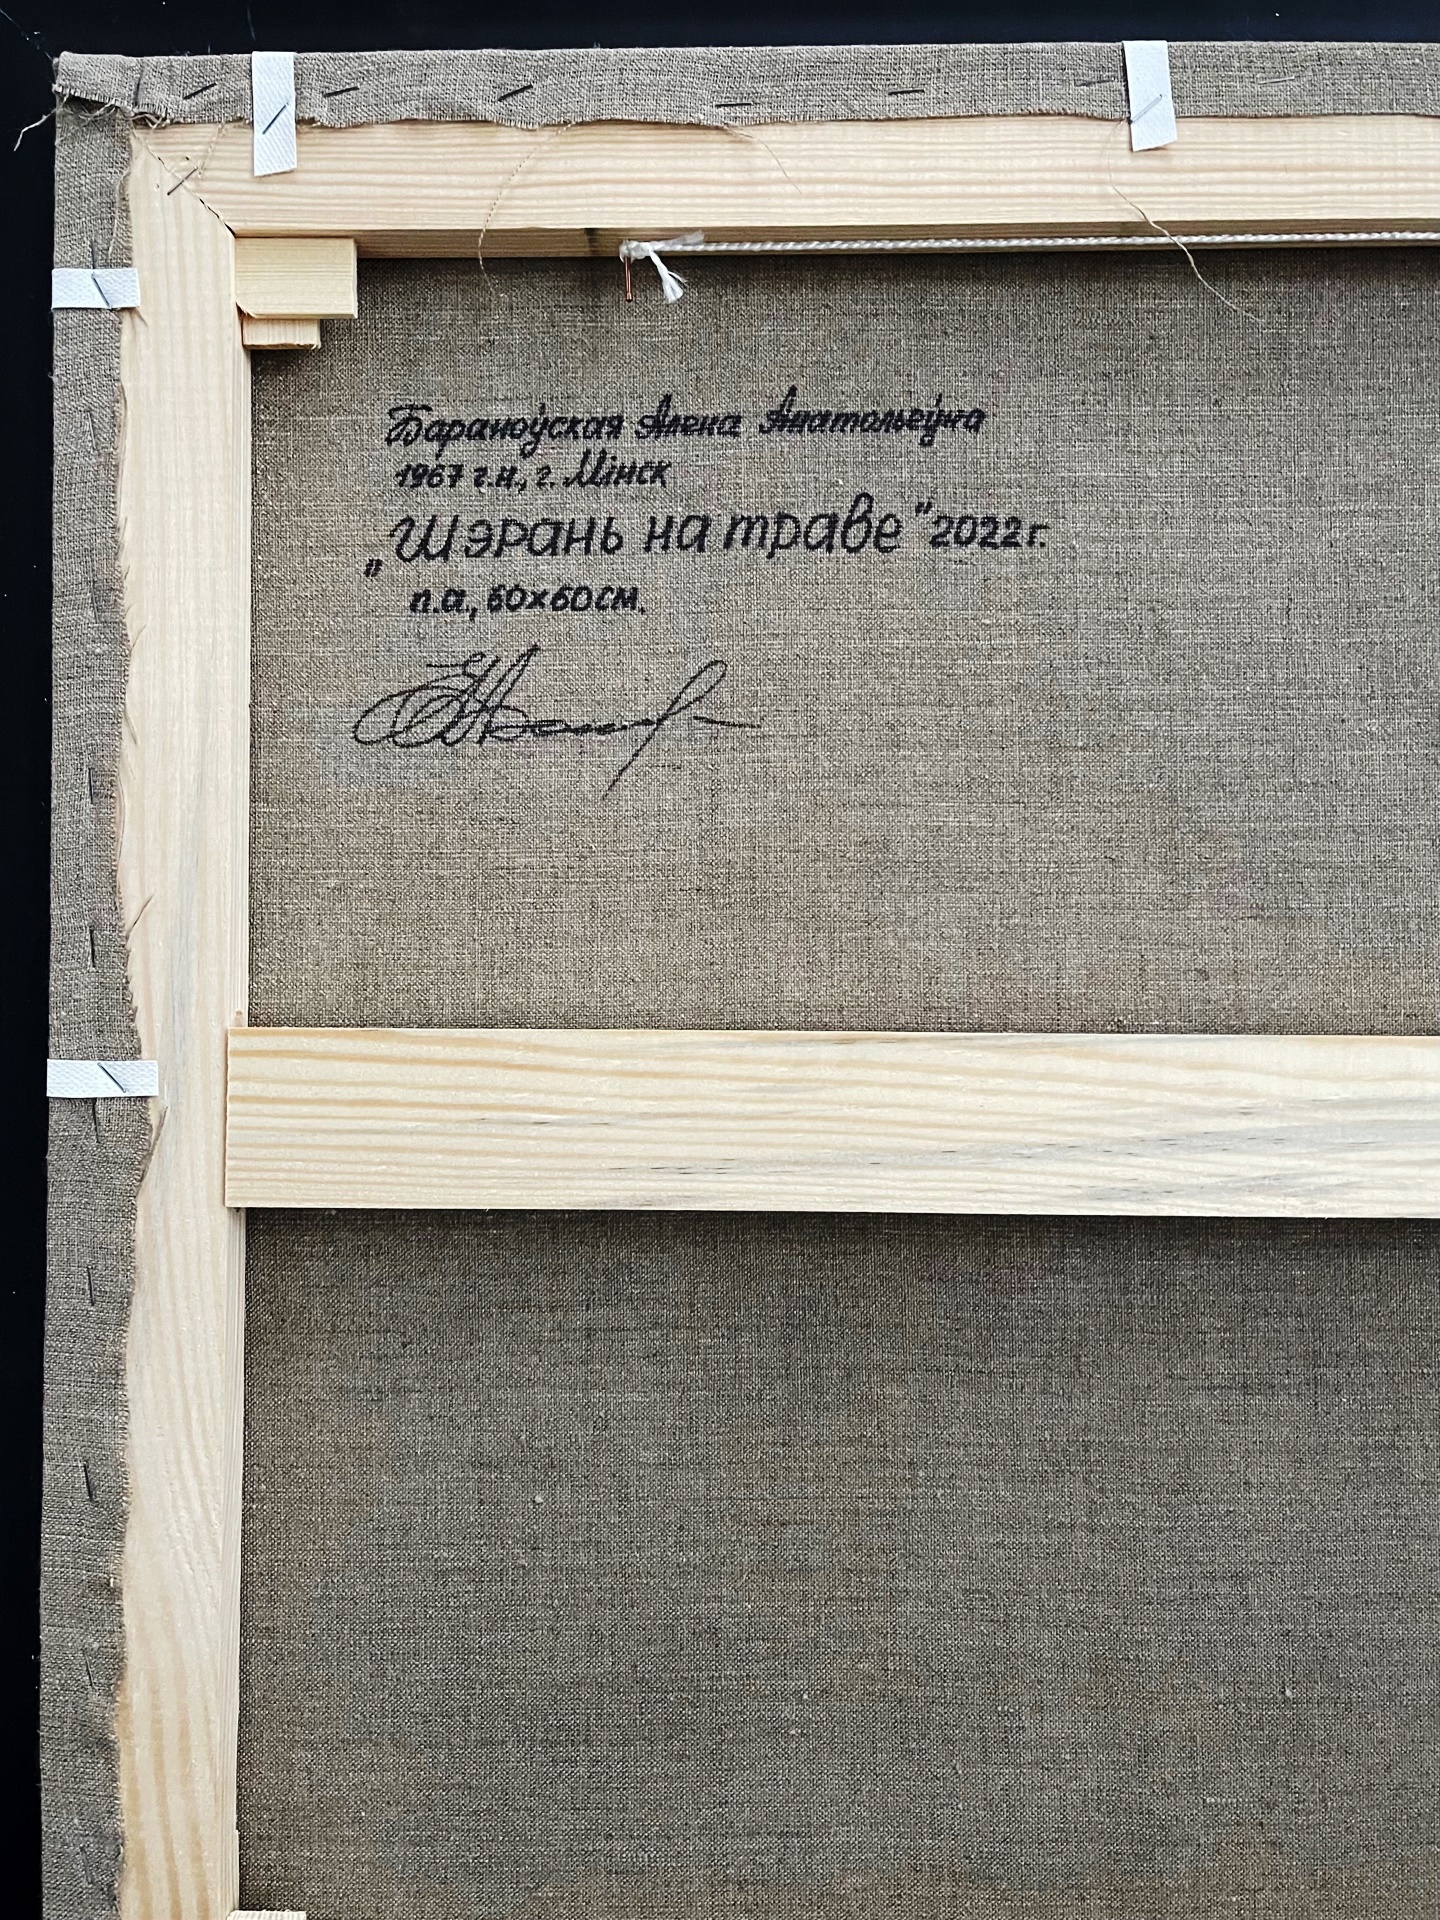 Бараноўская Алена Анатольеўна
1967 г.н., г. Мінск
„Шэрань на траве" 2022г.
п.а., 60х60см.